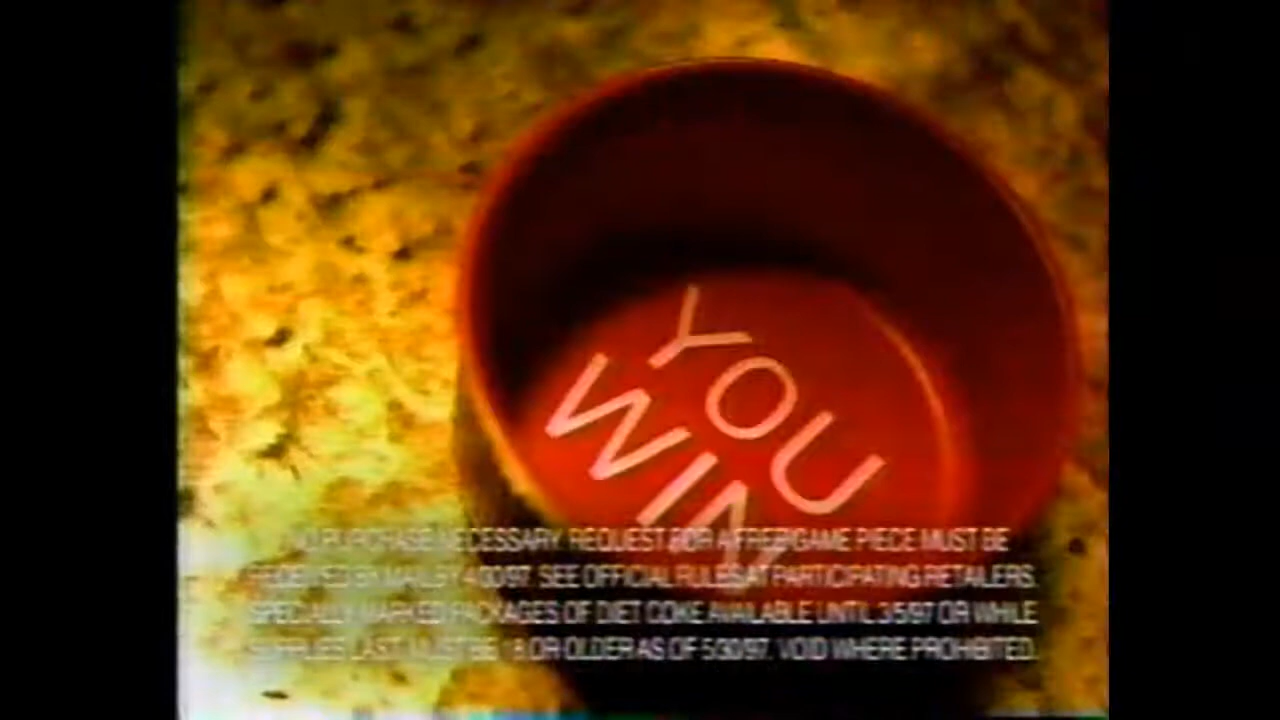 YOU
WIN
NO PURCHASE NECESSARY. REQUEST FOR A FREE GAME PIECE MUST BE
RECEIVED BY MAIL BY 4/30/97. SEE OFFICIAL RULES AT PARTICIPATING RETAILERS.
SPECIALLY MARKED PACKAGES OF DIET COKE AVAILABLE UNTIL 3/5/97 OR WHILE
SUPPLIES LAST. MUST BE 18 OR OLDER AS OF 5/30/97. VOID WHERE PROHIBITED.